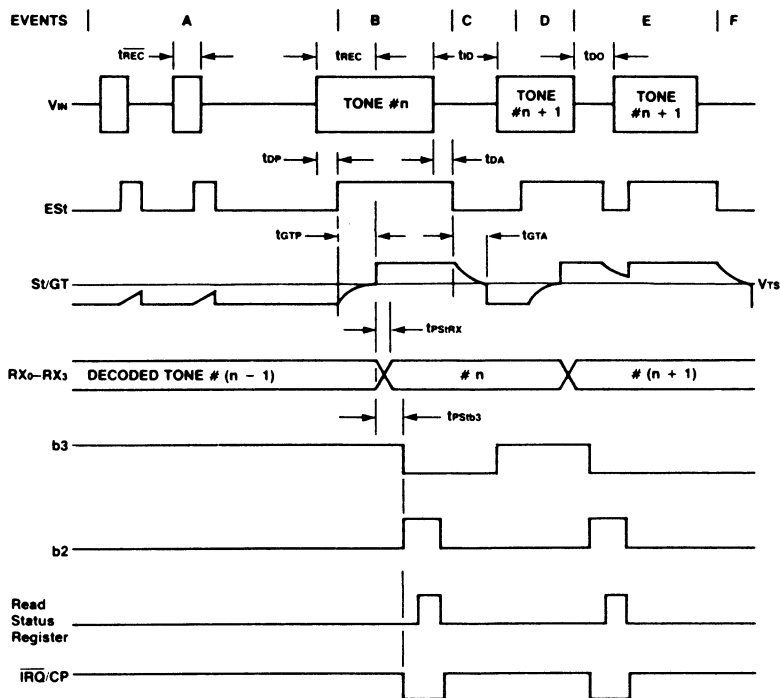 EVENTS A B C D E F
tREC tREC tID tDO
VIN TONE #n TONE #n + 1 TONE #n + 1
tDP tDA
ESt
tGTP tGTA
St/GT VTS
tPStRX
RX0–RX3 DECODED TONE # (n − 1) # n # (n + 1)
tPStb3
b3
b2
Read
Status
Register
IRQ/CP